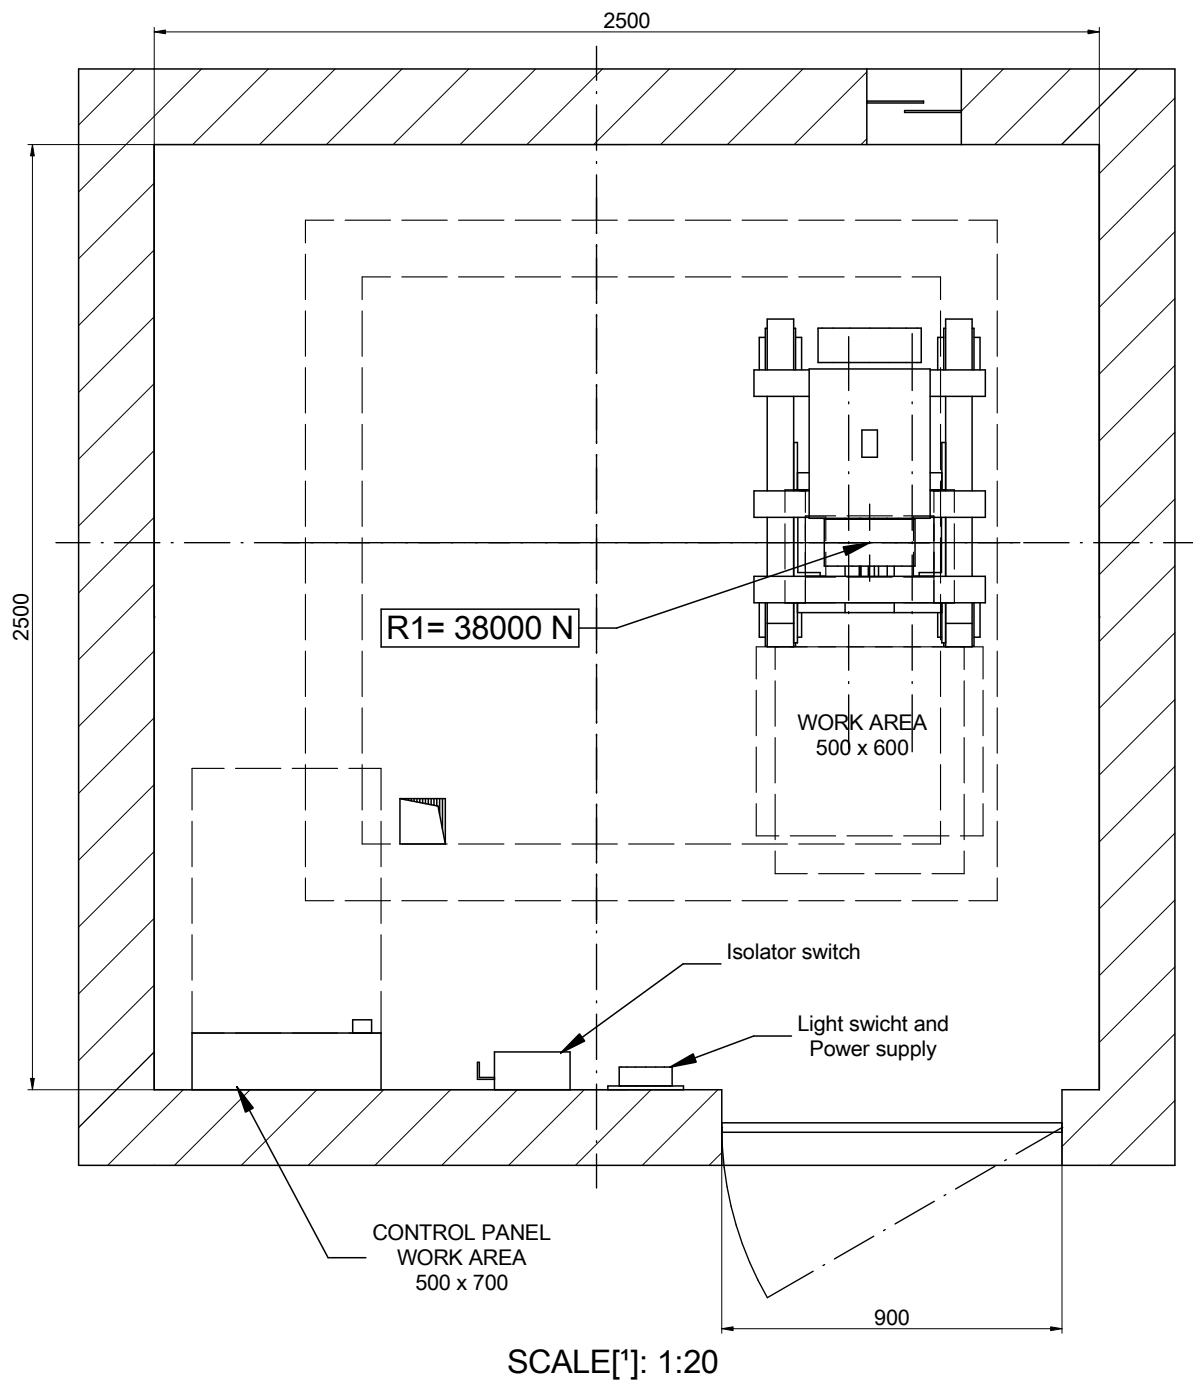 2500
2500
R1= 38000 N
WORK AREA
500 x 600
Isolator switch
Light swicht and
Power supply
CONTROL PANEL
WORK AREA
500 x 700
900
SCALE[¹]: 1:20